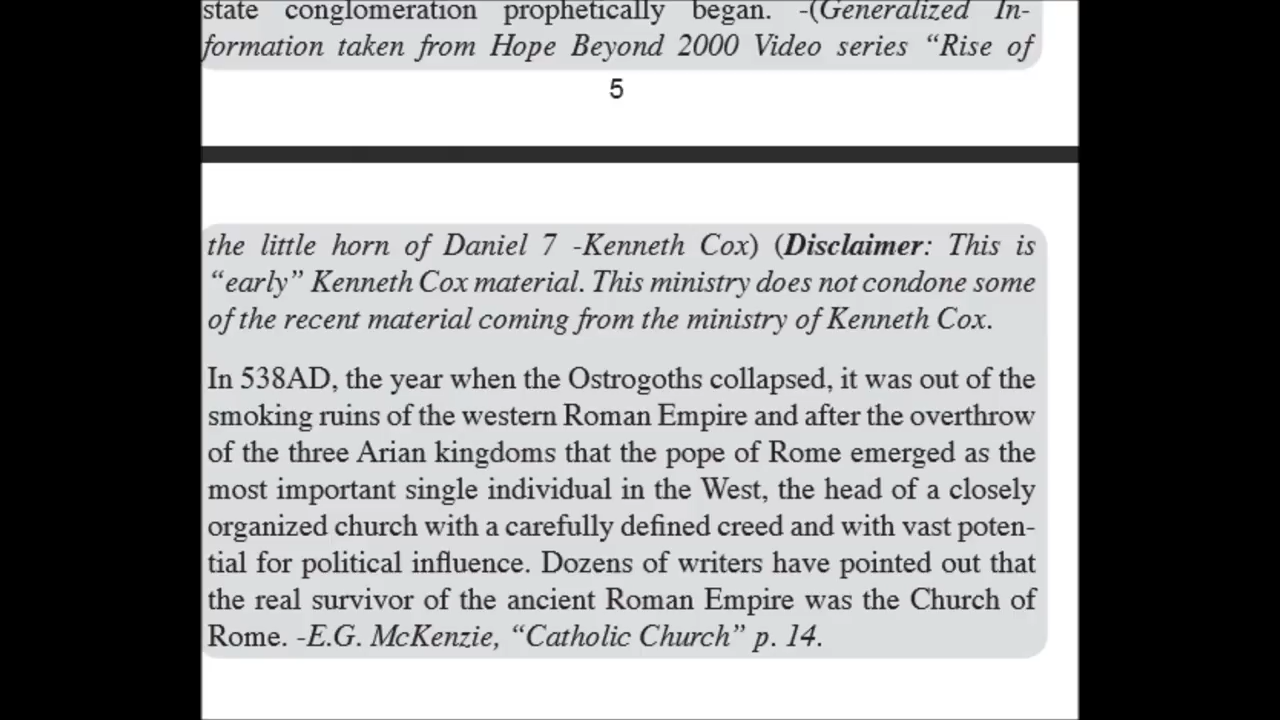 state conglomeration prophetically began. -(Generalized In-
formation taken from Hope Beyond 2000 Video series “Rise of
5
the little horn of Daniel 7 -Kenneth Cox) (Disclaimer: This is
“early” Kenneth Cox material. This ministry does not condone some
of the recent material coming from the ministry of Kenneth Cox.
In 538AD, the year when the Ostrogoths collapsed, it was out of the
smoking ruins of the western Roman Empire and after the overthrow
of the three Arian kingdoms that the pope of Rome emerged as the
most important single individual in the West, the head of a closely
organized church with a carefully defined creed and with vast poten-
tial for political influence. Dozens of writers have pointed out that
the real survivor of the ancient Roman Empire was the Church of
Rome. -E.G. McKenzie, “Catholic Church” p. 14.